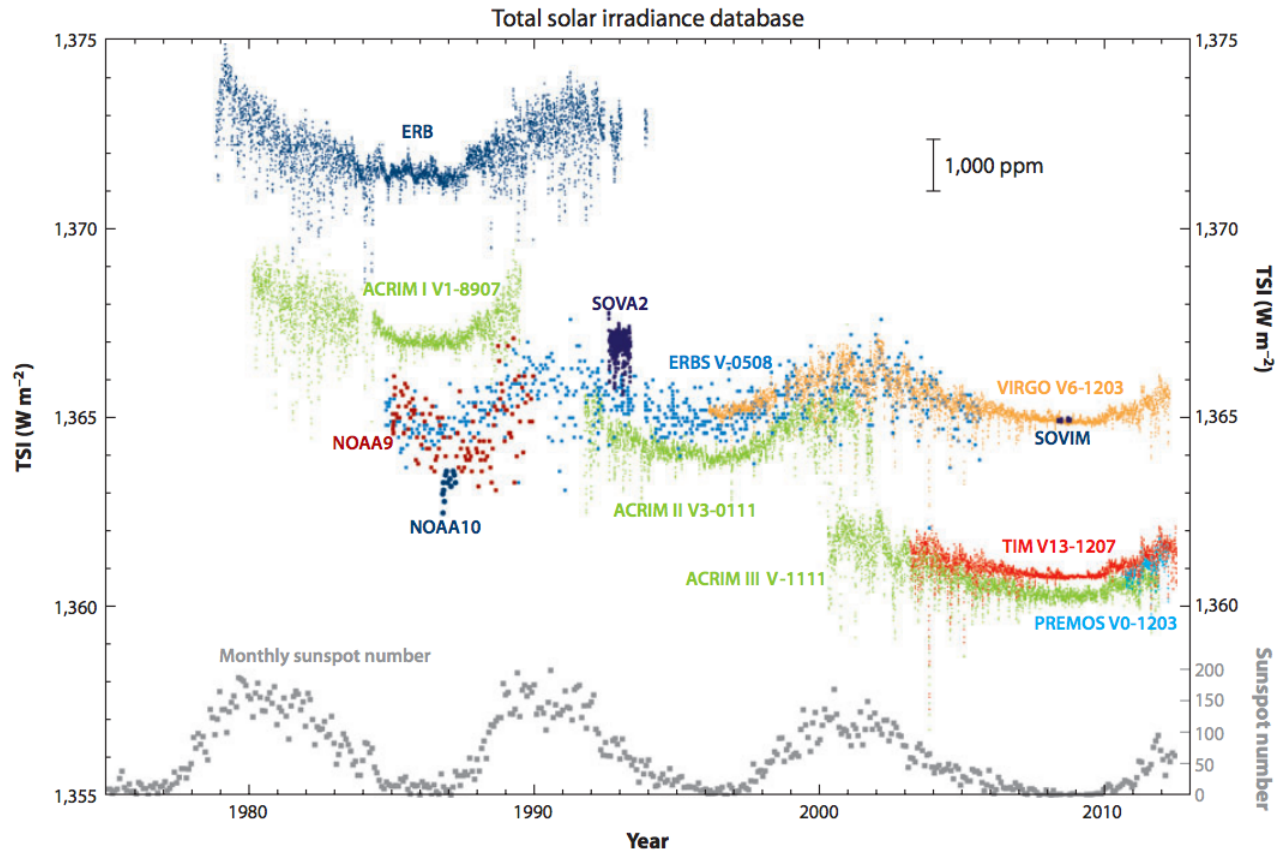 Total solar irradiance database
1,375
1,370
1,365
1,360
1,355
TSI (W m−2)
1,375
1,370
1,365
1,360
TSI (W m-2)
ERB
1,000 ppm
ACRIM I V1-8907
SOVA2
ERBS V-0508
VIRGO V6-1203
NOAA9
SOVIM
NOAA10
ACRIM II V3-0111
TIM V13-1207
ACRIM III V-1111
PREMOS V0-1203
Monthly sunspot number
200
150
100
50
0
Sunspot number
1980
1990
2000
2010
Year